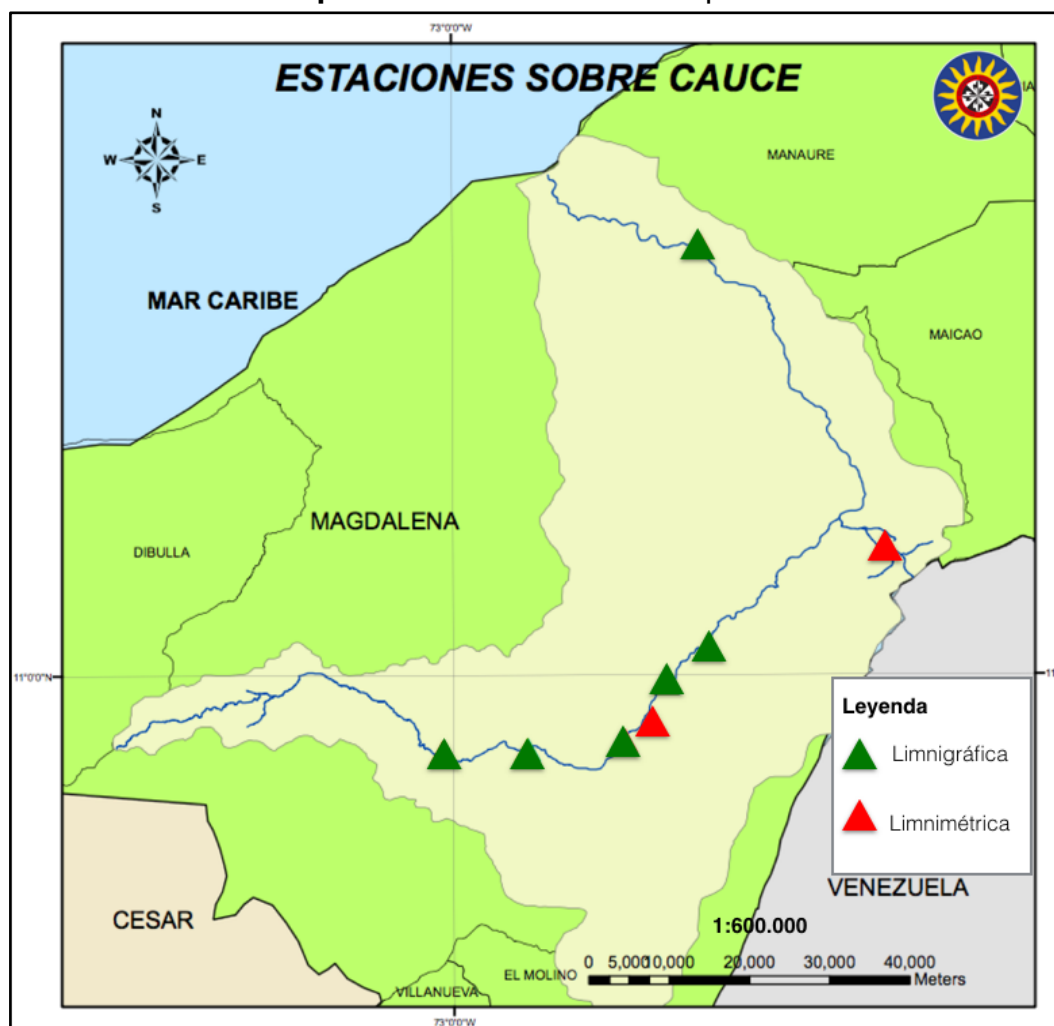 73°0'0"W
ESTACIONES SOBRE CAUCE
IA
MANAURE
N
W E
S
MAR CARIBE
MAICAO
MAGDALENA
DIBULLA
11°0'0"N
11
Leyenda
Limnigráfica
Limnimétrica
VENEZUELA
CESAR
1:600.000
EL MOLINO
0 5,000 10,000 20,000 30,000 40,000
Meters
VILLANUEVA
73°0'0"W